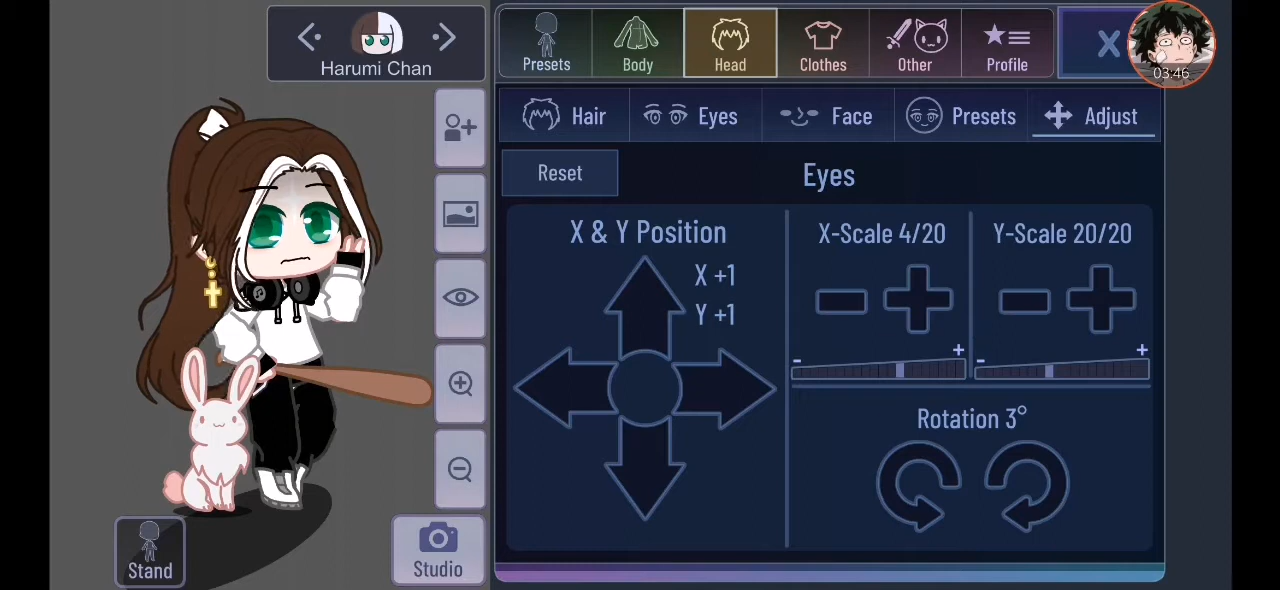 Harumi Chan
Presets
Body
Head
Clothes
Other
Profile
X
03:46
Hair
Eyes
Face
Presets
Adjust
Reset
Eyes
X & Y Position
X +1
Y +1
X-Scale 4/20
Y-Scale 20/20
- +
- +
Rotation 3°
Stand
Studio